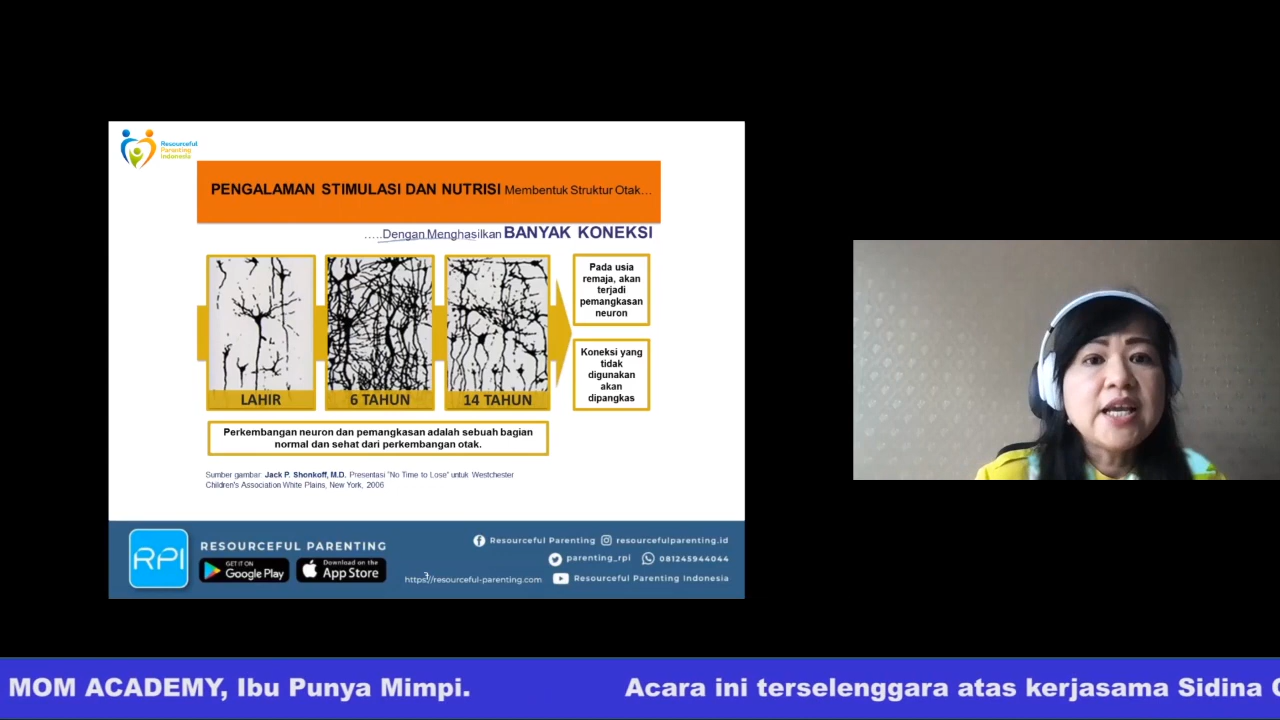 Resourceful
Parenting
Indonesia
PENGALAMAN STIMULASI DAN NUTRISI Membentuk Struktur Otak...
.....Dengan Menghasilkan BANYAK KONEKSI
LAHIR
6 TAHUN
14 TAHUN
Pada usia
remaja, akan
terjadi
pemangkasan
neuron
Koneksi yang
tidak
digunakan
akan
dipangkas
Perkembangan neuron dan pemangkasan adalah sebuah bagian
normal dan sehat dari perkembangan otak.
Sumber gambar: Jack P. Shonkoff, M.D. Presentasi "No Time to Lose" untuk Westchester
Children's Association White Plains, New York, 2006
RPI
RESOURCEFUL PARENTING
GET IT ON
Google Play
Download on the
App Store
https://resourceful-parenting.com
Resourceful Parenting
resourcefulparenting.id
parenting_rpi
081245944044
Resourceful Parenting Indonesia
7
MOM ACADEMY, Ibu Punya Mimpi.
Acara ini terselenggara atas kerjasama Sidina